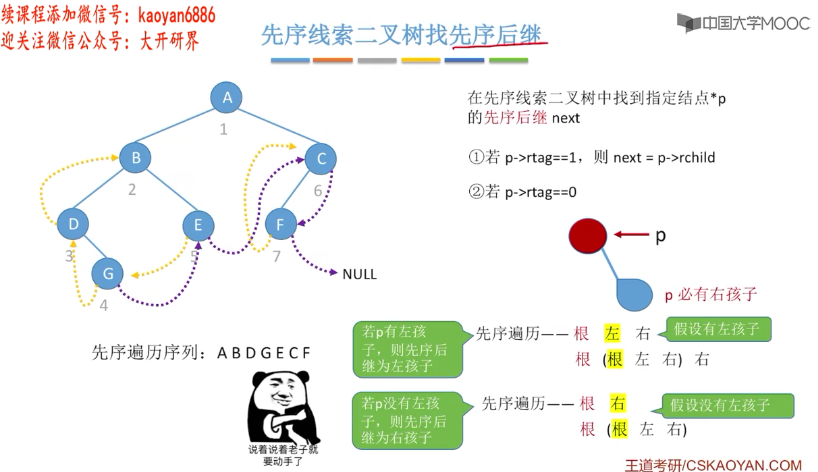 续课程添加微信号：kaoyan6886
迎关注微信公众号：大开研界
中国大学MOOC
先序线索二叉树找先序后继
在先序线索二叉树中找到指定结点*p
的先序后继 next
①若 p->rtag==1，则 next = p->rchild
②若 p->rtag==0
A
1
B
2
C
6
D
3
E
5
F
7
G
4
NULL
p
p 必有右孩子
先序遍历序列：A B D G E C F
若p有左孩
子，则先序后
继为左孩子
先序遍历—— 根 左 右
假设有左孩子
根 (根 左 右) 右
若p没有左孩
子，则先序后
继为右孩子
先序遍历—— 根 右
假设没有左孩子
根 (根 左 右)
说着说着老子就
要动手了
王道考研/CSKAOYAN.COM